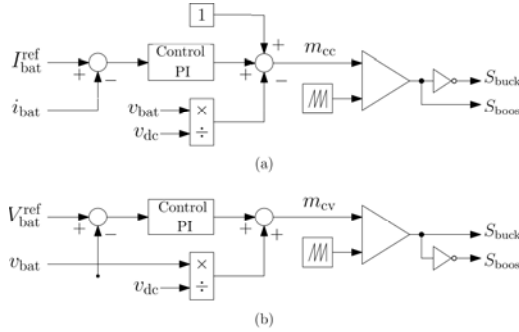 1
I_bat^ref
+
−
Control
PI
+
+
−
m_cc
S_buck
S_boos
i_bat
v_bat
v_dc
×
÷
(a)
V_bat^ref
+
−
Control
PI
+
+
m_cv
S_buck
S_boos
v_bat
v_dc
×
÷
(b)